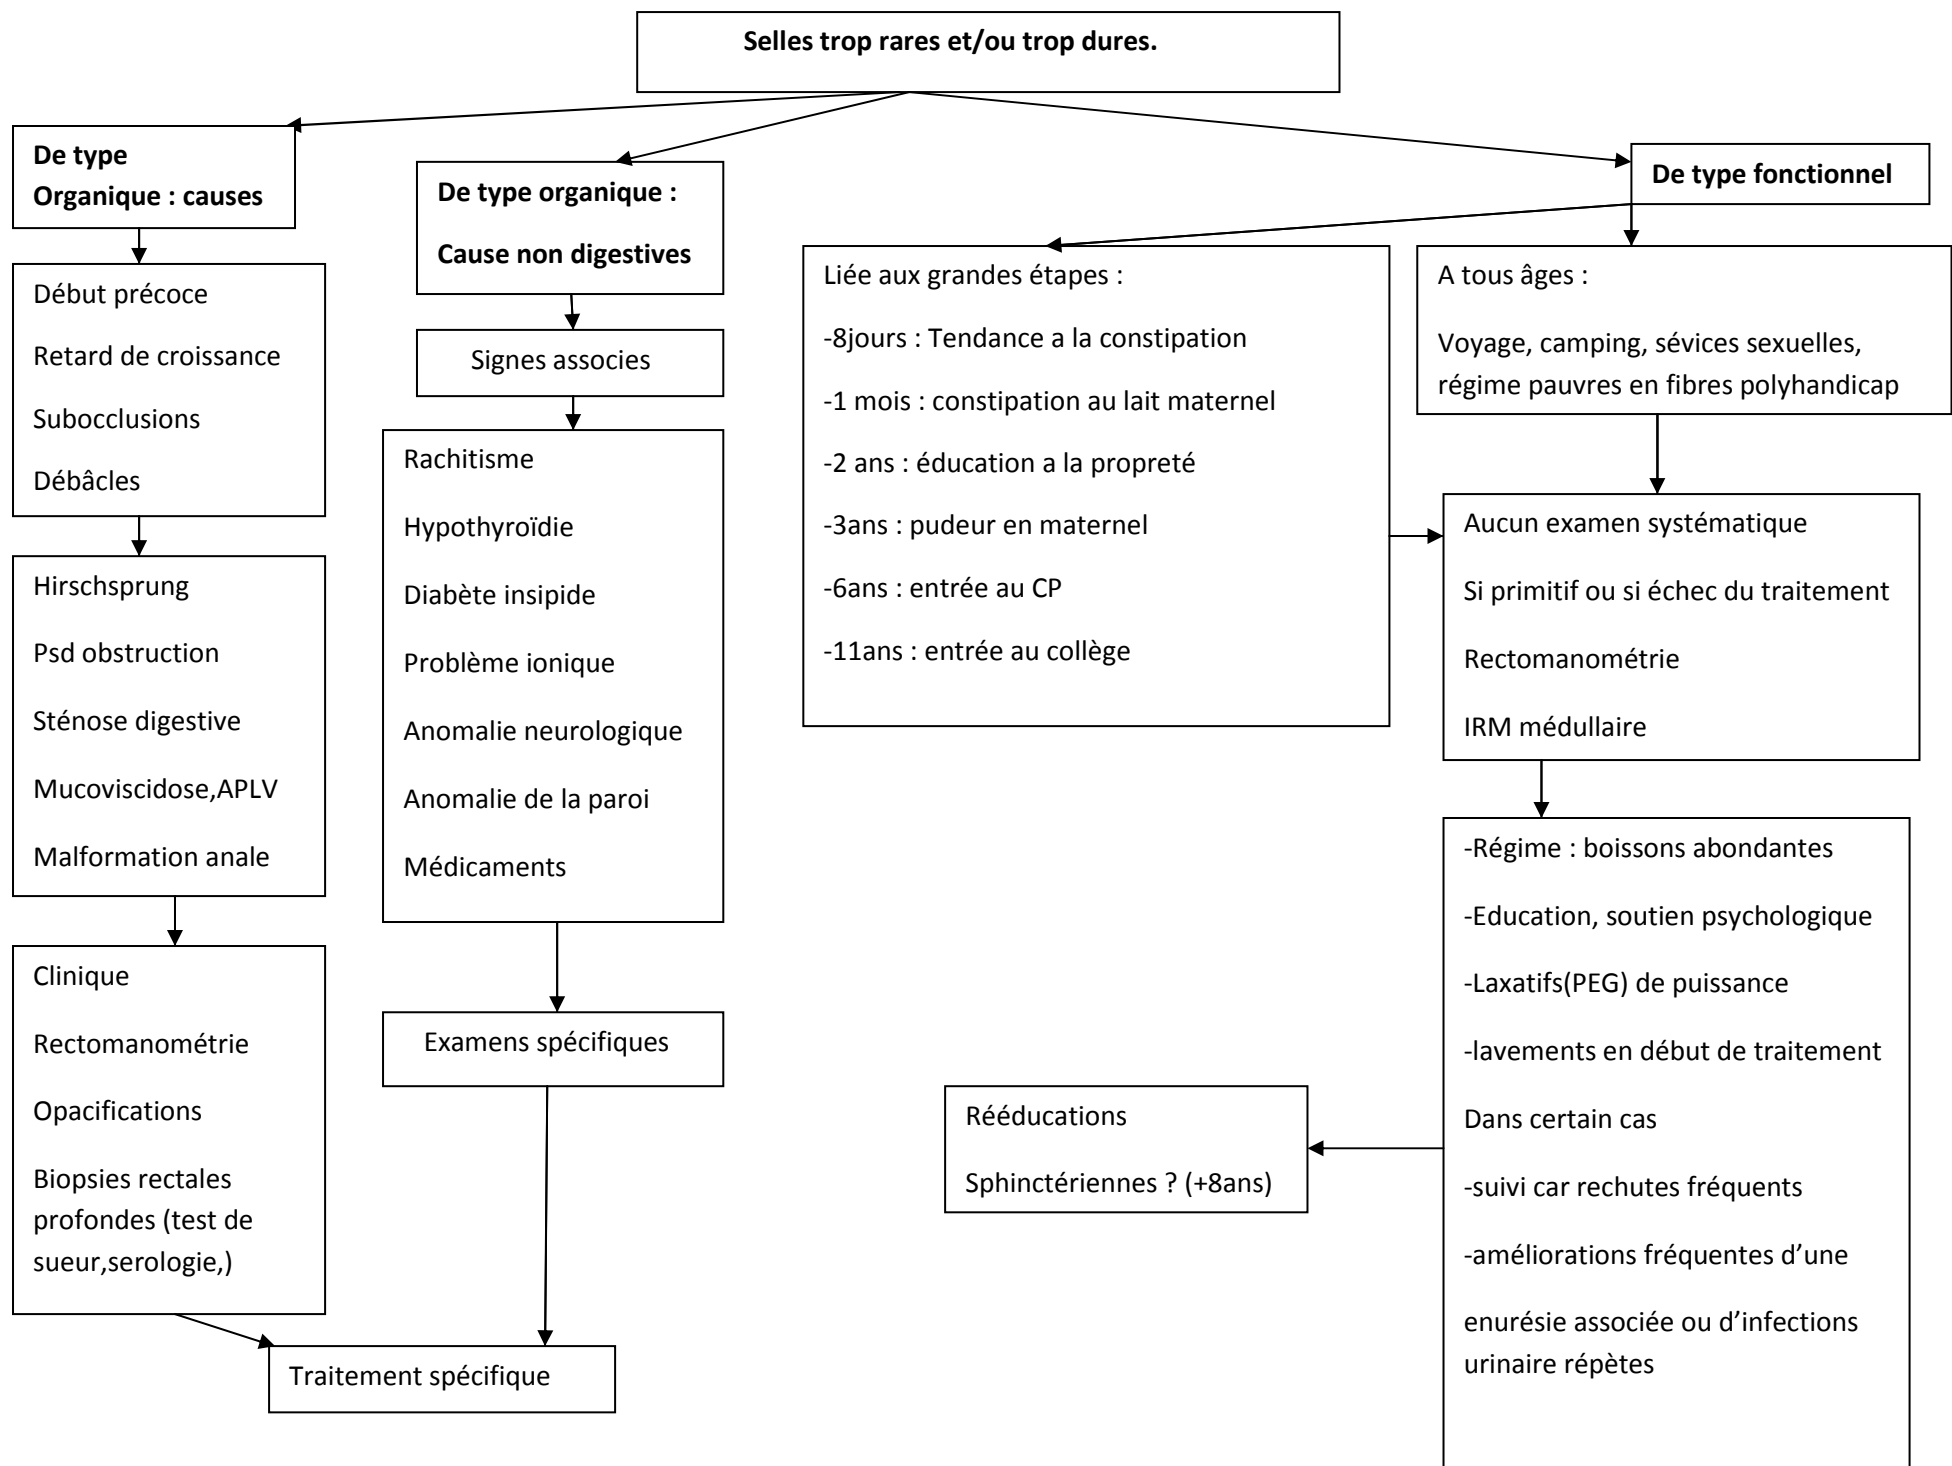 Selles trop rares et/ou trop dures.
De type
Organique : causes
De type organique :
Cause non digestives
De type fonctionnel
Début précoce
Retard de croissance
Subocclusions
Débâcles
Signes associes
Liée aux grandes étapes :
-8jours : Tendance a la constipation
-1 mois : constipation au lait maternel
-2 ans : éducation a la propreté
-3ans : pudeur en maternel
-6ans : entrée au CP
-11ans : entrée au collège
A tous âges :
Voyage, camping, sévices sexuelles,
régime pauvres en fibres polyhandicap
Hirschsprung
Psd obstruction
Sténose digestive
Mucoviscidose,APLV
Malformation anale
Rachitisme
Hypothyroïdie
Diabète insipide
Problème ionique
Anomalie neurologique
Anomalie de la paroi
Médicaments
Aucun examen systématique
Si primitif ou si échec du traitement
Rectomanométrie
IRM médullaire
Clinique
Rectomanométrie
Opacifications
Biopsies rectales
profondes (test de
sueur,serologie,)
Examens spécifiques
-Régime : boissons abondantes
-Education, soutien psychologique
-Laxatifs(PEG) de puissance
-lavements en début de traitement
Dans certain cas
-suivi car rechutes fréquents
-améliorations fréquentes d’une
enurésie associée ou d’infections
urinaire répètes
Rééducations
Sphinctériennes ? (+8ans)
Traitement spécifique